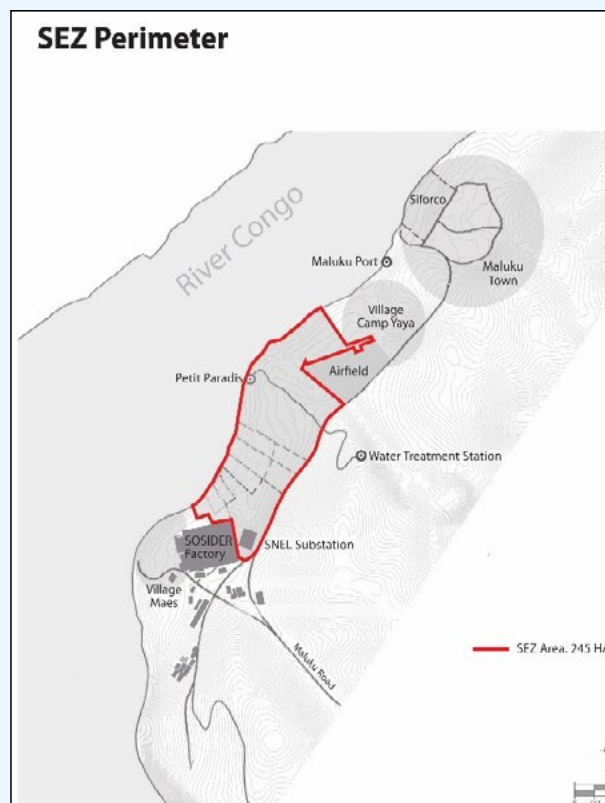 SEZ Perimeter
River Congo
Siforco
Maluku Port
Maluku
Town
Village
Camp Yaya
Airfield
Petit Paradis
Water Treatment Station
SOSIDER
Factory
SNEL Substation
Village
Maes
Maluku Road
SEZ Area: 245 HA